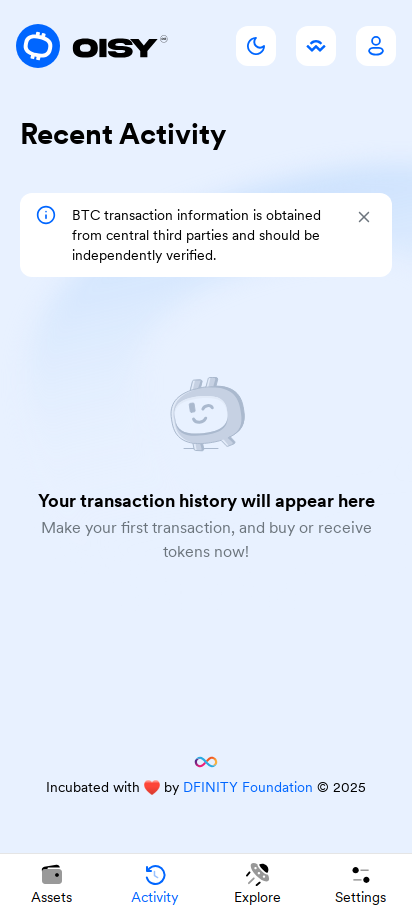 OISY
Recent Activity
BTC transaction information is obtained
from central third parties and should be
independently verified.
Your transaction history will appear here
Make your first transaction, and buy or receive
tokens now!
Incubated with ❤️ by DFINITY Foundation © 2025
Assets
Activity
Explore
Settings